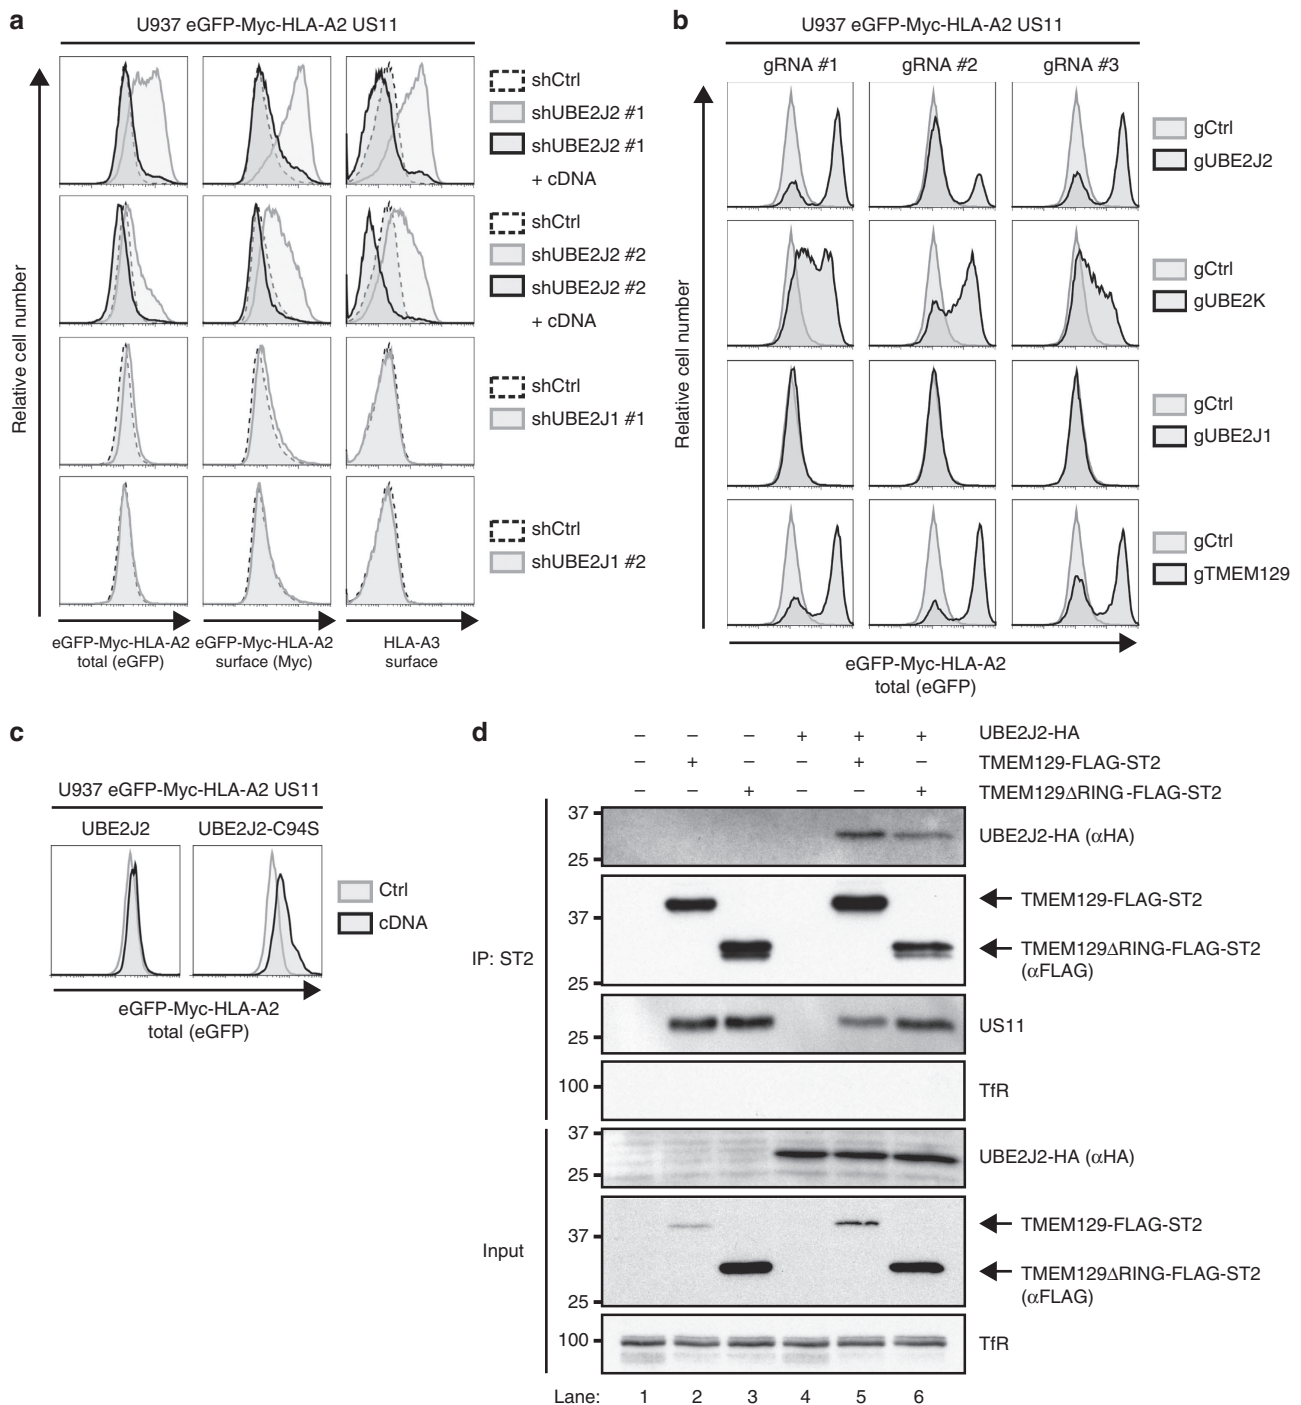 a
U937 eGFP-Myc-HLA-A2 US11
shCtrl
shUBE2J2 #1
shUBE2J2 #1
+ cDNA
shCtrl
shUBE2J2 #2
shUBE2J2 #2
+ cDNA
shCtrl
shUBE2J1 #1
shCtrl
shUBE2J1 #2
Relative cell number
eGFP-Myc-HLA-A2
total (eGFP)
eGFP-Myc-HLA-A2
surface (Myc)
HLA-A3
surface
b
U937 eGFP-Myc-HLA-A2 US11
gRNA #1 gRNA #2 gRNA #3
gCtrl
gUBE2J2
gCtrl
gUBE2K
gCtrl
gUBE2J1
gCtrl
gTMEM129
Relative cell number
eGFP-Myc-HLA-A2
total (eGFP)
c
U937 eGFP-Myc-HLA-A2 US11
UBE2J2 UBE2J2-C94S
Ctrl
cDNA
eGFP-Myc-HLA-A2
total (eGFP)
d
– – – + + + UBE2J2-HA
– + – – + – TMEM129-FLAG-ST2
– – + – – + TMEM129ΔRING-FLAG-ST2
IP: ST2
37
25
UBE2J2-HA (αHA)
37
25
TMEM129-FLAG-ST2
TMEM129ΔRING-FLAG-ST2
(αFLAG)
25
US11
100
TfR
Input
37
25
UBE2J2-HA (αHA)
37
25
TMEM129-FLAG-ST2
TMEM129ΔRING-FLAG-ST2
(αFLAG)
100
TfR
Lane: 1 2 3 4 5 6